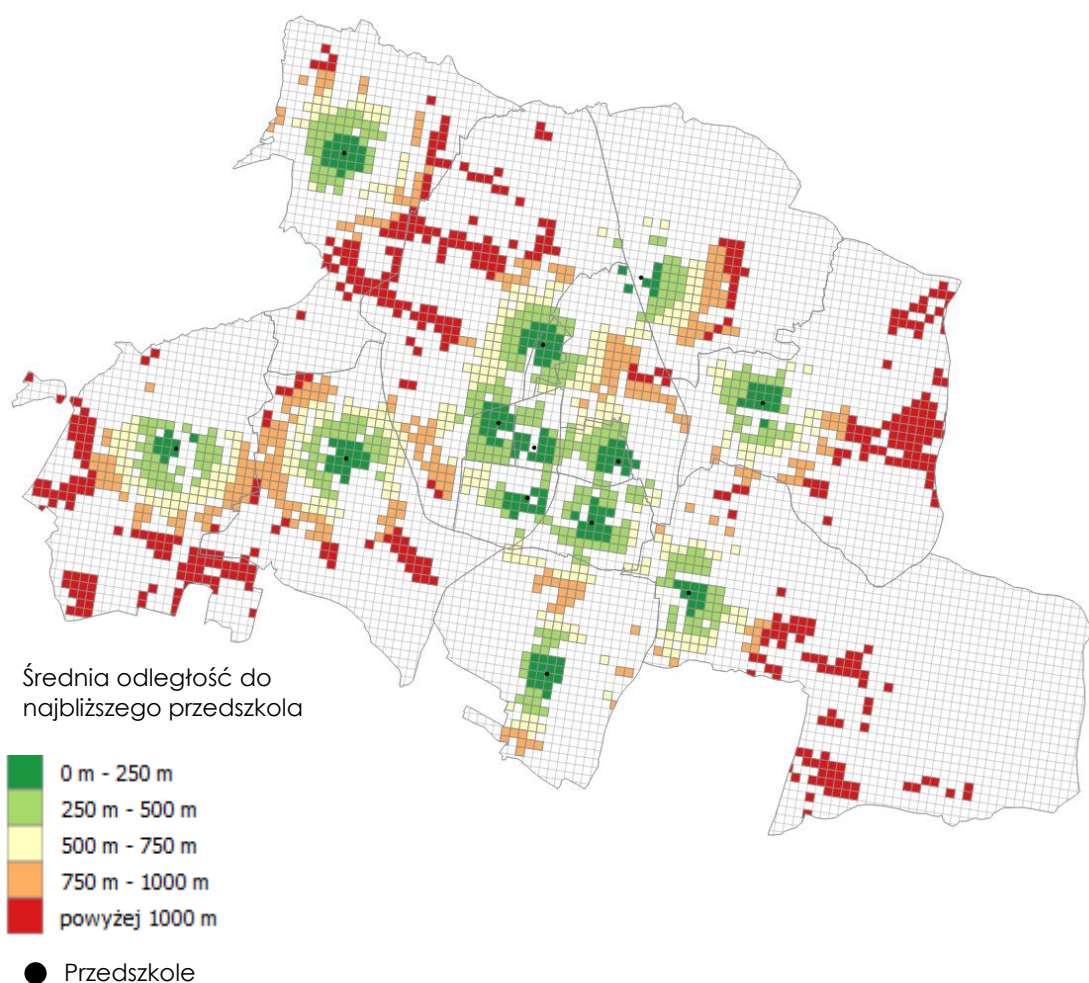 Średnia odległość do
najbliższego przedszkola
0 m - 250 m
250 m - 500 m
500 m - 750 m
750 m - 1000 m
powyżej 1000 m
Przedszkole